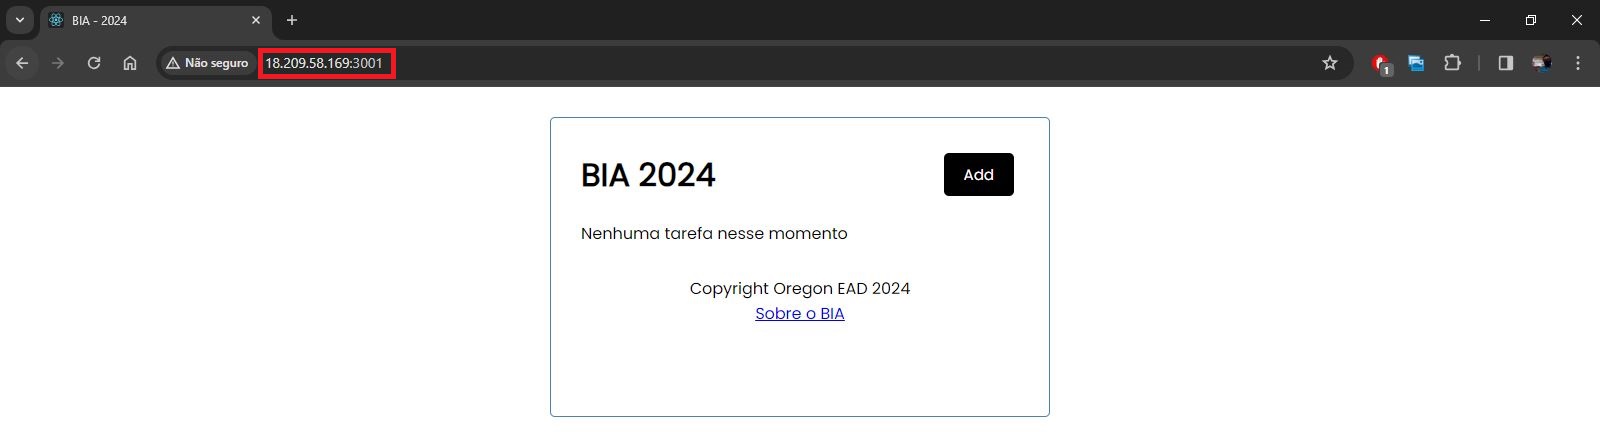 BIA - 2024
Não seguro 18.209.58.169:3001
1
BIA 2024
Add
Nenhuma tarefa nesse momento
Copyright Oregon EAD 2024
Sobre o BIA